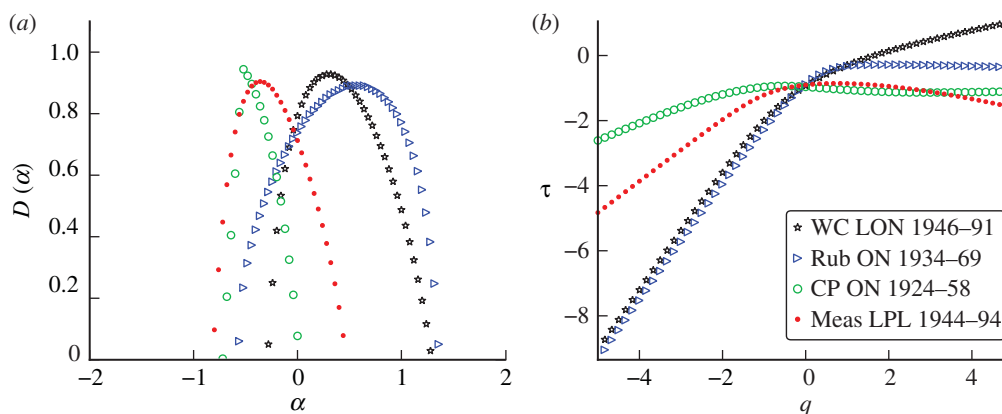 (a)
1.0
0.8
0.6
0.4
0.2
0
D(α)
−2
−1
0
1
2
α
(b)
0
−2
−4
−6
−8
τ
−4
−2
0
2
4
q
WC LON 1946–91
Rub ON 1934–69
CP ON 1924–58
Meas LPL 1944–94